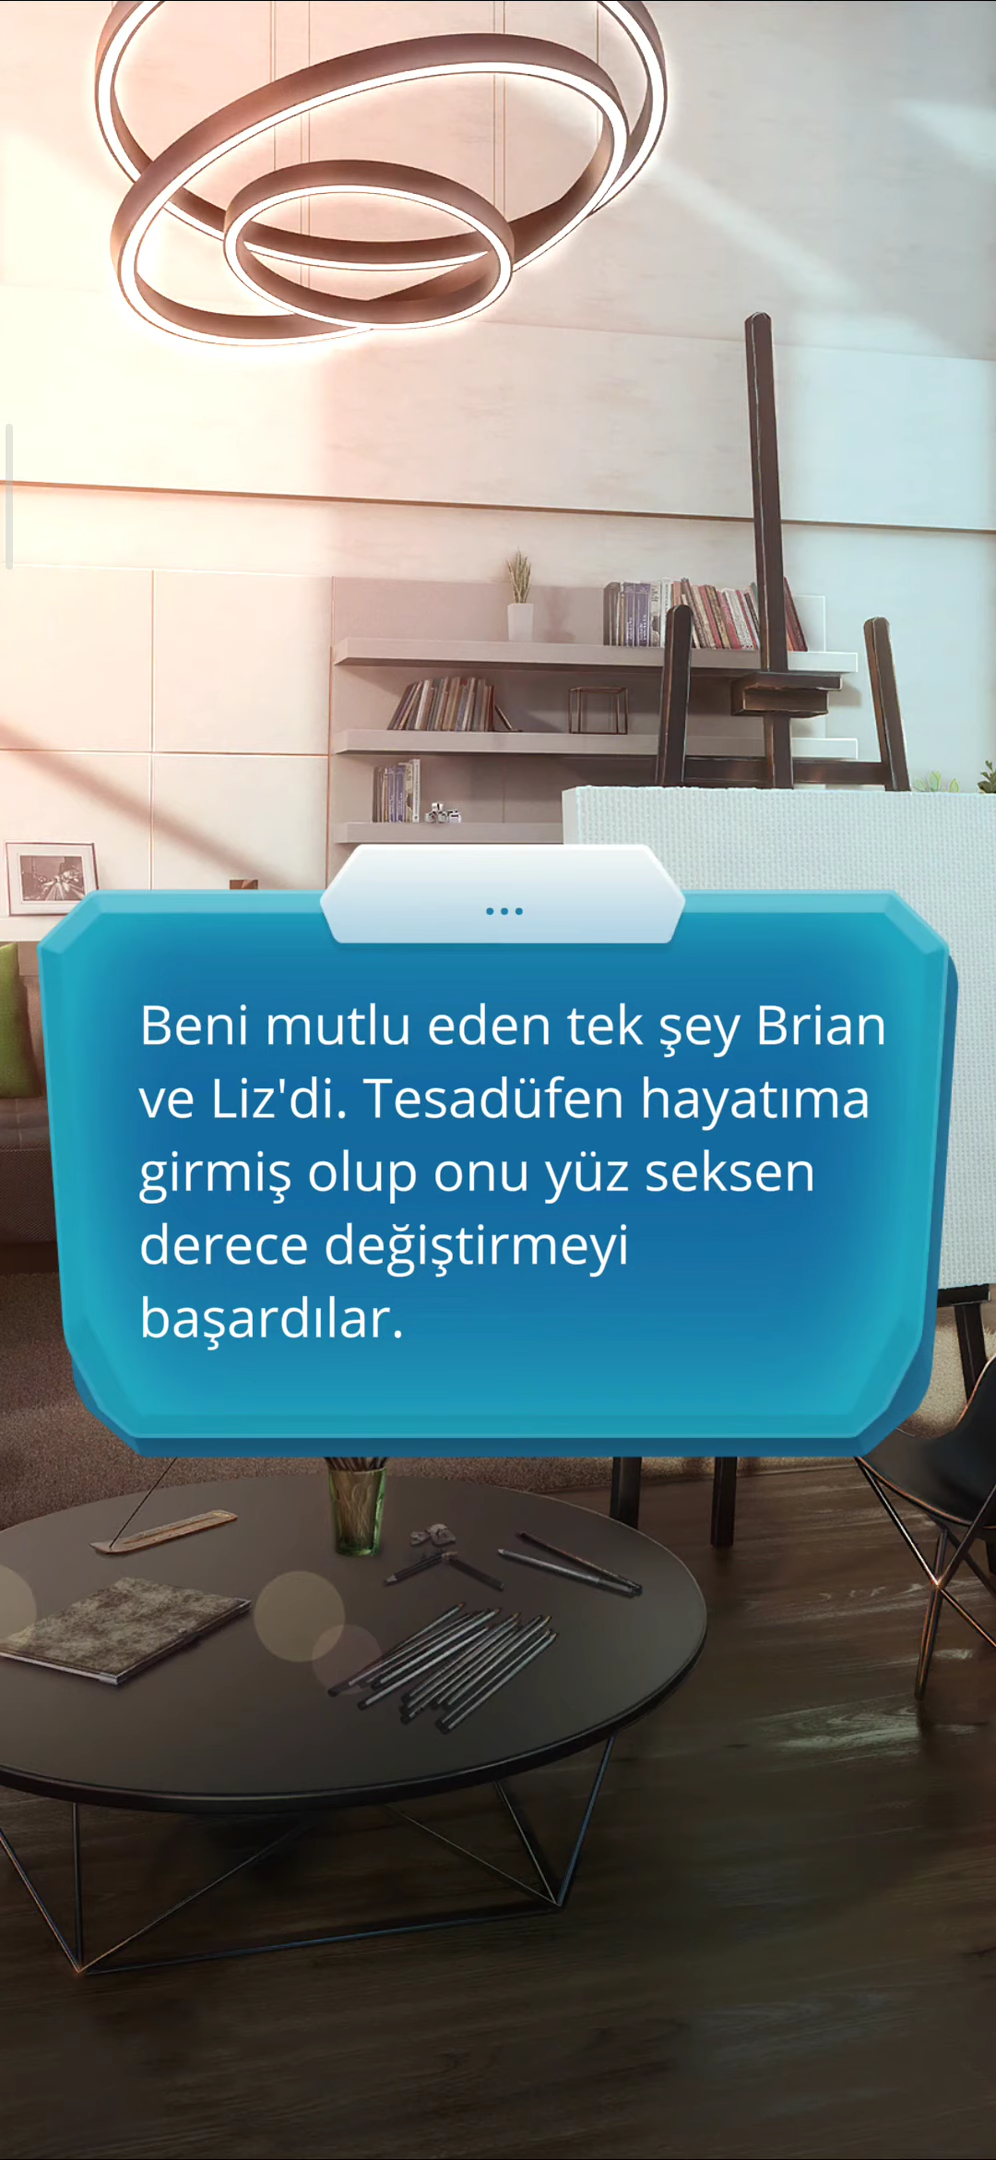 ...
Beni mutlu eden tek şey Brian
ve Liz'di. Tesadüfen hayatıma
girmiş olup onu yüz seksen
derece değiştirmeyi
başardılar.